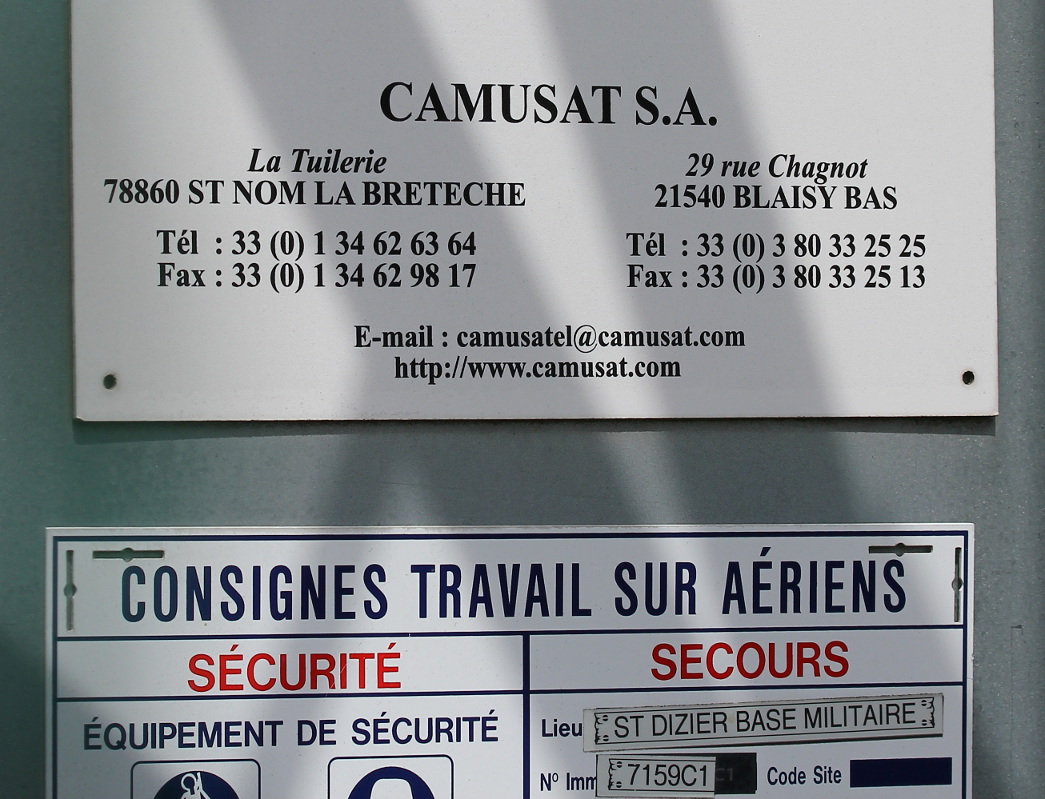 CAMUSAT S.A.
La Tuilerie
78860 ST NOM LA BRETECHE
Tél : 33 (0) 1 34 62 63 64
Fax : 33 (0) 1 34 62 98 17
29 rue Chagnot
21540 BLAISY BAS
Tél : 33 (0) 3 80 33 25 25
Fax : 33 (0) 3 80 33 25 13
E-mail : camusatel@camusat.com
http://www.camusat.com
CONSIGNES TRAVAIL SUR AÉRIENS
SÉCURITÉ
ÉQUIPEMENT DE SÉCURITÉ
SECOURS
Lieu ST DIZIER BASE MILITAIRE
N° Imm 7159C1 Code Site